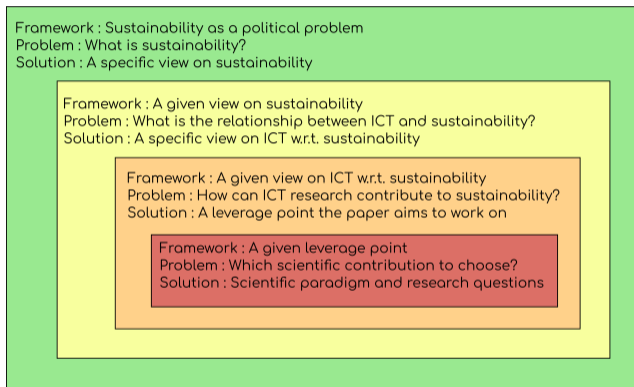 Framework : Sustainability as a political problem
Problem : What is sustainability?
Solution : A specific view on sustainability
Framework : A given view on sustainability
Problem : What is the relationship between ICT and sustainability?
Solution : A specific view on ICT w.r.t. sustainability
Framework : A given view on ICT w.r.t. sustainability
Problem : How can ICT research contribute to sustainability?
Solution : A leverage point the paper aims to work on
Framework : A given leverage point
Problem : Which scientific contribution to choose?
Solution : Scientific paradigm and research questions